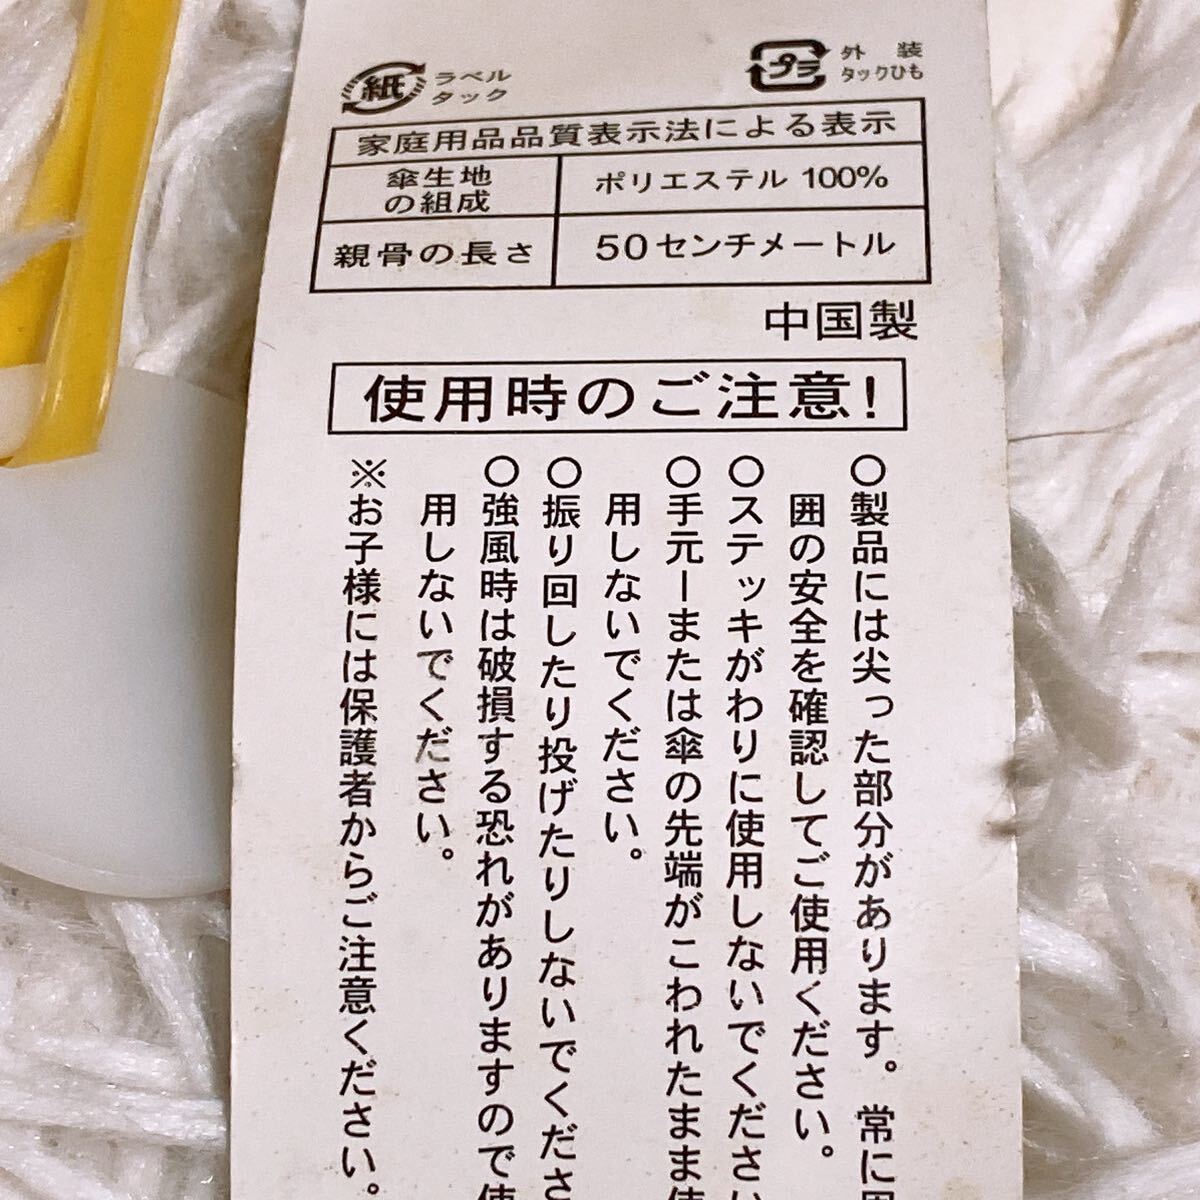 紙 ラベル
タック
プラ 外装
タックひも
家庭用品品質表示法による表示
傘生地
の組成
ポリエステル 100%
親骨の長さ
50センチメートル
中国製
使用時のご注意!
○製品には尖った部分があります。常に周
囲の安全を確認してご使用ください。
○ステッキがわりに使用しないでください
○手元ーまたは傘の先端がこわれたまま使
用しないでください。
○振り回したり投げたりしないでくださ
○強風時は破損する恐れがありますので使
用しないでください。
※お子様には保護者からご注意ください。